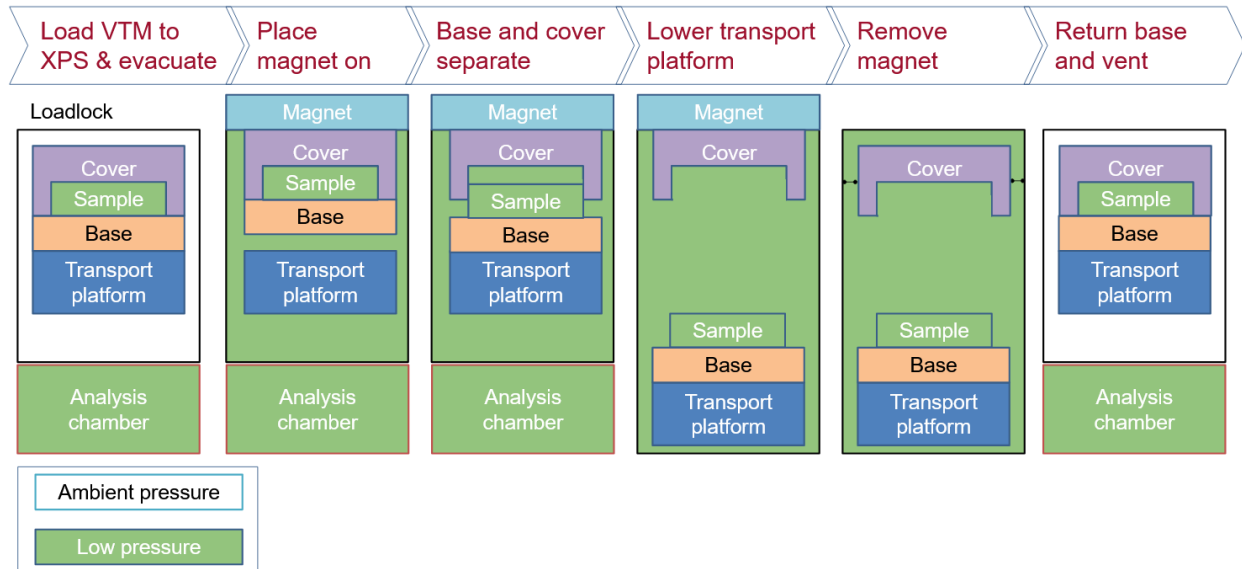 Load VTM to
XPS & evacuate
Place
magnet on
Base and cover
separate
Lower transport
platform
Remove
magnet
Return base
and vent
Loadlock
Cover
Sample
Base
Transport
platform
Analysis
chamber
Magnet
Cover
Sample
Base
Transport
platform
Analysis
chamber
Magnet
Cover
Sample
Base
Transport
platform
Analysis
chamber
Magnet
Cover
Sample
Base
Transport
platform
Cover
Sample
Base
Transport
platform
Cover
Sample
Base
Transport
platform
Analysis
chamber
Ambient pressure
Low pressure